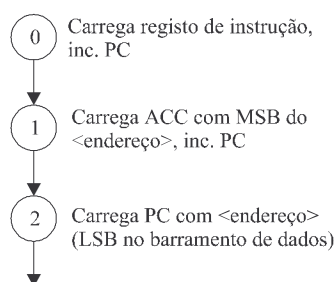 0
Carrega registo de instrução,
inc. PC
1
Carrega ACC com MSB do
<endereço>, inc. PC
2
Carrega PC com <endereço>
(LSB no barramento de dados)